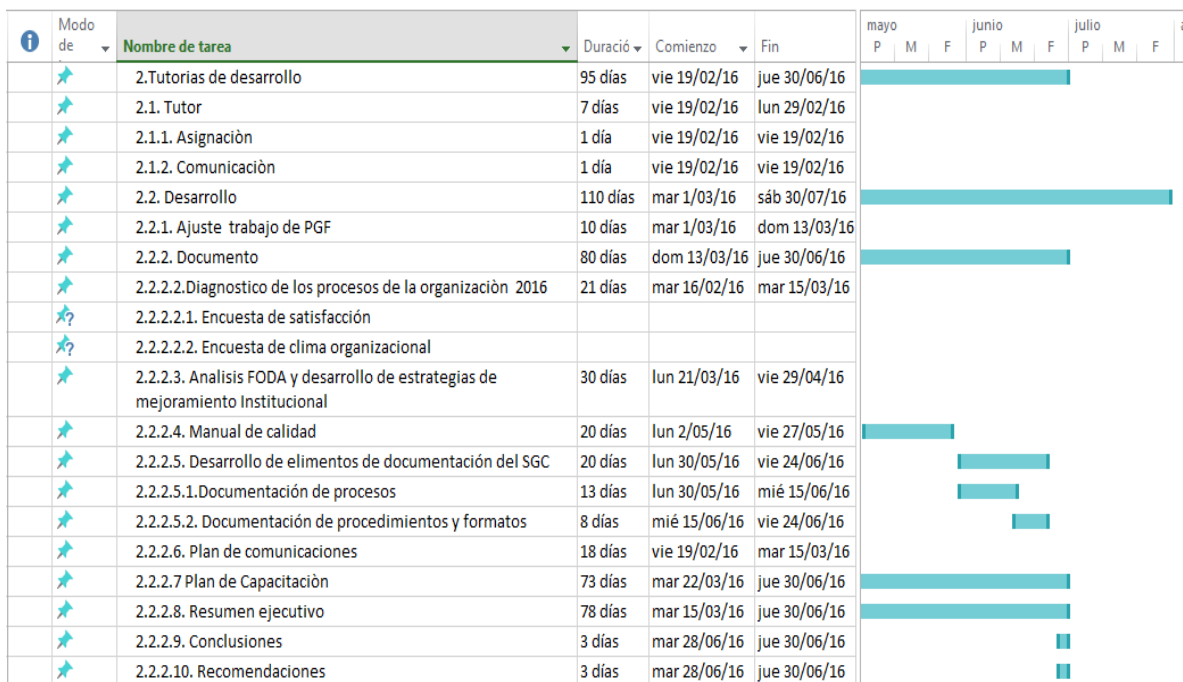 Modo de
Nombre de tarea Duració Comienzo Fin
mayo junio julio
P M F P M F P M F
2.Tutorias de desarrollo 95 días vie 19/02/16 jue 30/06/16
2.1. Tutor 7 días vie 19/02/16 lun 29/02/16
2.1.1. Asignaciòn 1 día vie 19/02/16 vie 19/02/16
2.1.2. Comunicaciòn 1 día vie 19/02/16 vie 19/02/16
2.2. Desarrollo 110 días mar 1/03/16 sáb 30/07/16
2.2.1. Ajuste trabajo de PGF 10 días mar 1/03/16 dom 13/03/16
2.2.2. Documento 80 días dom 13/03/16 jue 30/06/16
2.2.2.2.Diagnostico de los procesos de la organizaciòn 2016 21 días mar 16/02/16 mar 15/03/16
2.2.2.2.1. Encuesta de satisfacción
2.2.2.2.2. Encuesta de clima organizacional
2.2.2.3. Analisis FODA y desarrollo de estrategias de 30 días lun 21/03/16 vie 29/04/16
mejoramiento Institucional
2.2.2.4. Manual de calidad 20 días lun 2/05/16 vie 27/05/16
2.2.2.5. Desarrollo de elimentos de documentación del SGC 20 días lun 30/05/16 vie 24/06/16
2.2.2.5.1.Documentación de procesos 13 días lun 30/05/16 mié 15/06/16
2.2.2.5.2. Documentación de procedimientos y formatos 8 días mié 15/06/16 vie 24/06/16
2.2.2.6. Plan de comunicaciones 18 días vie 19/02/16 mar 15/03/16
2.2.2.7 Plan de Capacitaciòn 73 días mar 22/03/16 jue 30/06/16
2.2.2.8. Resumen ejecutivo 78 días mar 15/03/16 jue 30/06/16
2.2.2.9. Conclusiones 3 días mar 28/06/16 jue 30/06/16
2.2.2.10. Recomendaciones 3 días mar 28/06/16 jue 30/06/16